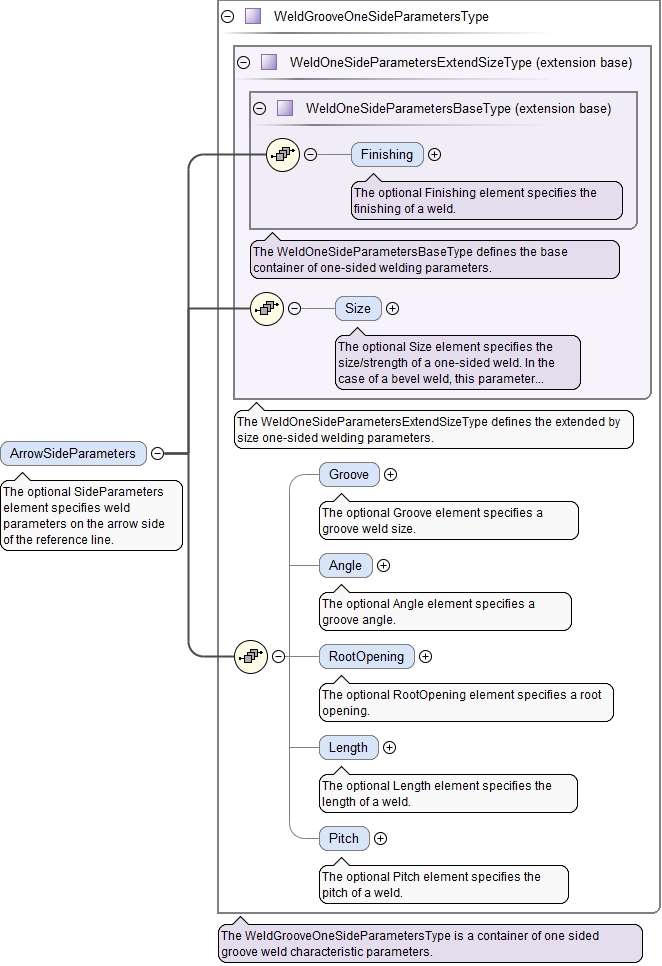 WeldGrooveOneSideParametersType
WeldOneSideParametersExtendSizeType (extension base)
WeldOneSideParametersBaseType (extension base)
Finishing
The optional Finishing element specifies the
finishing of a weld.
The WeldOneSideParametersBaseType defines the base
container of one-sided welding parameters.
Size
The optional Size element specifies the
size/strength of a one-sided weld. In the
case of a bevel weld, this parameter...
The WeldOneSideParametersExtendSizeType defines the extended by
size one-sided welding parameters.
ArrowSideParameters
The optional SideParameters
element specifies weld
parameters on the arrow side
of the reference line.
Groove
The optional Groove element specifies a
groove weld size.
Angle
The optional Angle element specifies a
groove angle.
RootOpening
The optional RootOpening element specifies a root
opening.
Length
The optional Length element specifies the
length of a weld.
Pitch
The optional Pitch element specifies the
pitch of a weld.
The WeldGrooveOneSideParametersType is a container of one sided
groove weld characteristic parameters.